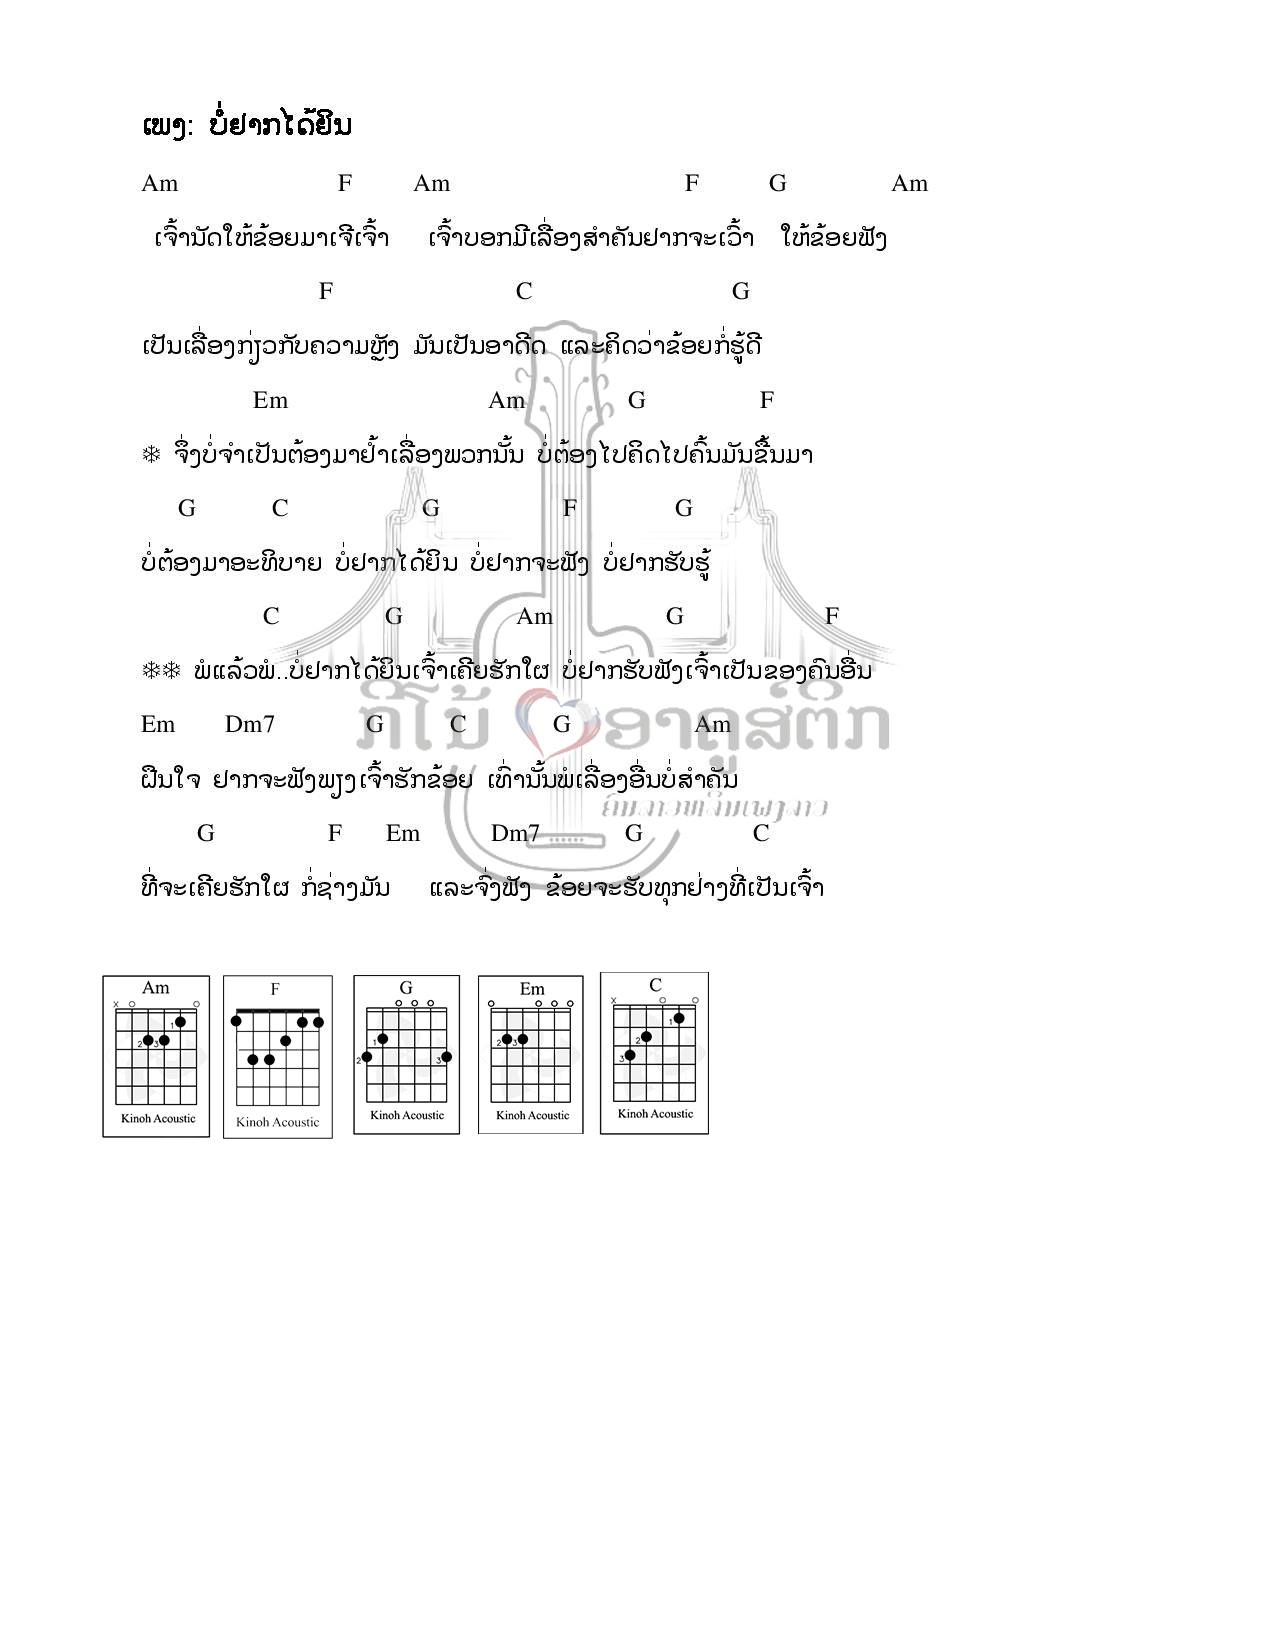 ເພງ: ບໍ່ຢາກໄດ້ຍິນ
Am F Am F G Am
ເຈົ້ານັດໃຫ້ຂ້ອຍມາເຈີເຈົ້າ ເຈົ້າບອກມີເລື່ອງສຳຄັນຢາກຈະເວົ້າ ໃຫ້ຂ້ອຍຟັງ
F C G
ເປັນເລື່ອງກ່ຽວກັບຄວາມຫຼັງ ມັນເປັນອາດີດ ແລະຄິດວ່າຂ້ອຍກໍ່ຮູ້ດີ
Em Am G F
❄ ຈຶ່ງບໍ່ຈຳເປັນຕ້ອງມາຢ້ຳເລື່ອງພວກນັ້ນ ບໍ່ຕ້ອງໄປຄິດໄປຄົ້ນມັນຂຶ້ນມາ
G C G F G
ບໍ່ຕ້ອງມາອະທິບາຍ ບໍ່ຢາກໄດ້ຍິນ ບໍ່ຢາກຈະຟັງ ບໍ່ຢາກຮັບຮູ້
C G Am G F
❄❄ ພໍແລ້ວພໍ..ບໍ່ຢາກໄດ້ຍິນເຈົ້າເຄີຍຮັກໃຜ ບໍ່ຢາກຮັບຟັງເຈົ້າເປັນຂອງຄົນອື່ນ
Em Dm7 G C G Am
ຝືນໃຈ ຢາກຈະຟັງພຽງເຈົ້າຮັກຂ້ອຍ ເທົ່ານັ້ນພໍເລື່ອງອື່ນບໍ່ສຳຄັນ
G F Em Dm7 G C
ທີ່ຈະເຄີຍຮັກໃຜ ກໍ່ຊ່າງມັນ ແລະຈົ່ງຟັງ ຂ້ອຍຈະຮັບທຸກຢ່າງທີ່ເປັນເຈົ້າ
ກີໂນ້ ອາຄູສ໌ຕິກ
ຄົນລາວຫລິ້ນເພງລາວ
Am F G Em C
Kinoh Acoustic Kinoh Acoustic Kinoh Acoustic Kinoh Acoustic Kinoh Acoustic